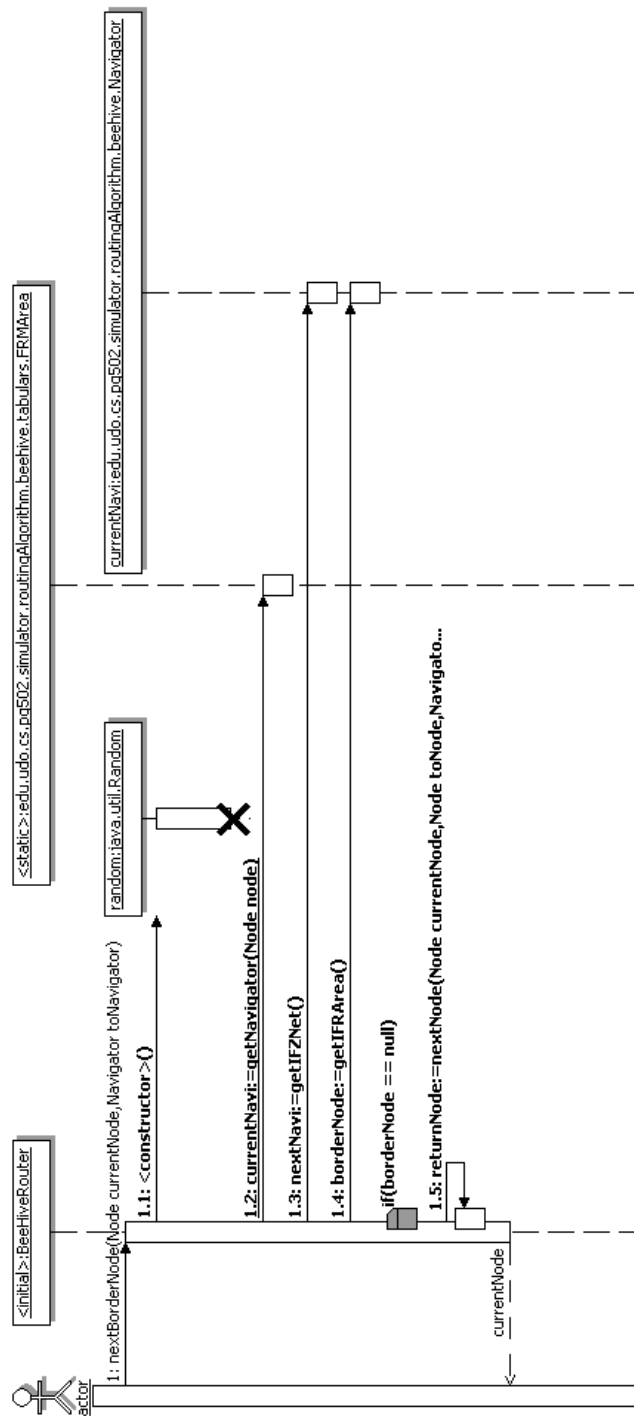 actor
<initial>:BeeHiveRouter
<static>:edu.udo.cs.pg502.simulator.routingAlgorithm.beehive.tabulars.FRMArea
random:java.util.Random
currentNavi:edu.udo.cs.pg502.simulator.routingAlgorithm.beehive.Navigator
1: nextBorderNode(Node currentNode,Navigator toNavigator)
1.1: <constructor>()
1.2: currentNavi:=getNavigator(Node node)
1.3: nextNavi:=getIFZNet()
1.4: borderNode:=getIFRArea()
if(borderNode == null)
1.5: returnNode:=nextNode(Node currentNode,Node toNode,Navigato...
currentNode